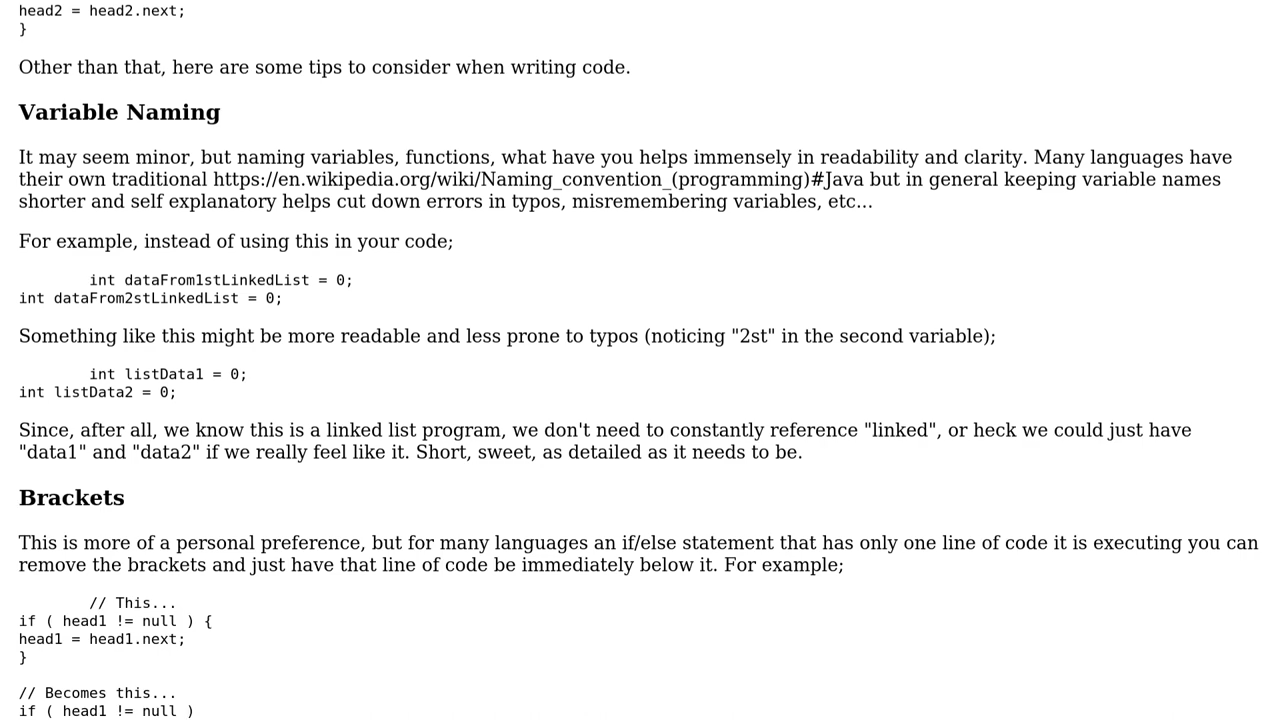 head2 = head2.next;
}
Other than that, here are some tips to consider when writing code.
Variable Naming
It may seem minor, but naming variables, functions, what have you helps immensely in readability and clarity. Many languages have
their own traditional https://en.wikipedia.org/wiki/Naming_convention_(programming)#Java but in general keeping variable names
shorter and self explanatory helps cut down errors in typos, misremembering variables, etc...
For example, instead of using this in your code;
int dataFrom1stLinkedList = 0;
int dataFrom2stLinkedList = 0;
Something like this might be more readable and less prone to typos (noticing "2st" in the second variable);
int listData1 = 0;
int listData2 = 0;
Since, after all, we know this is a linked list program, we don't need to constantly reference "linked", or heck we could just have
"data1" and "data2" if we really feel like it. Short, sweet, as detailed as it needs to be.
Brackets
This is more of a personal preference, but for many languages an if/else statement that has only one line of code it is executing you can
remove the brackets and just have that line of code be immediately below it. For example;
// This...
if ( head1 != null ) {
head1 = head1.next;
}
// Becomes this...
if ( head1 != null )